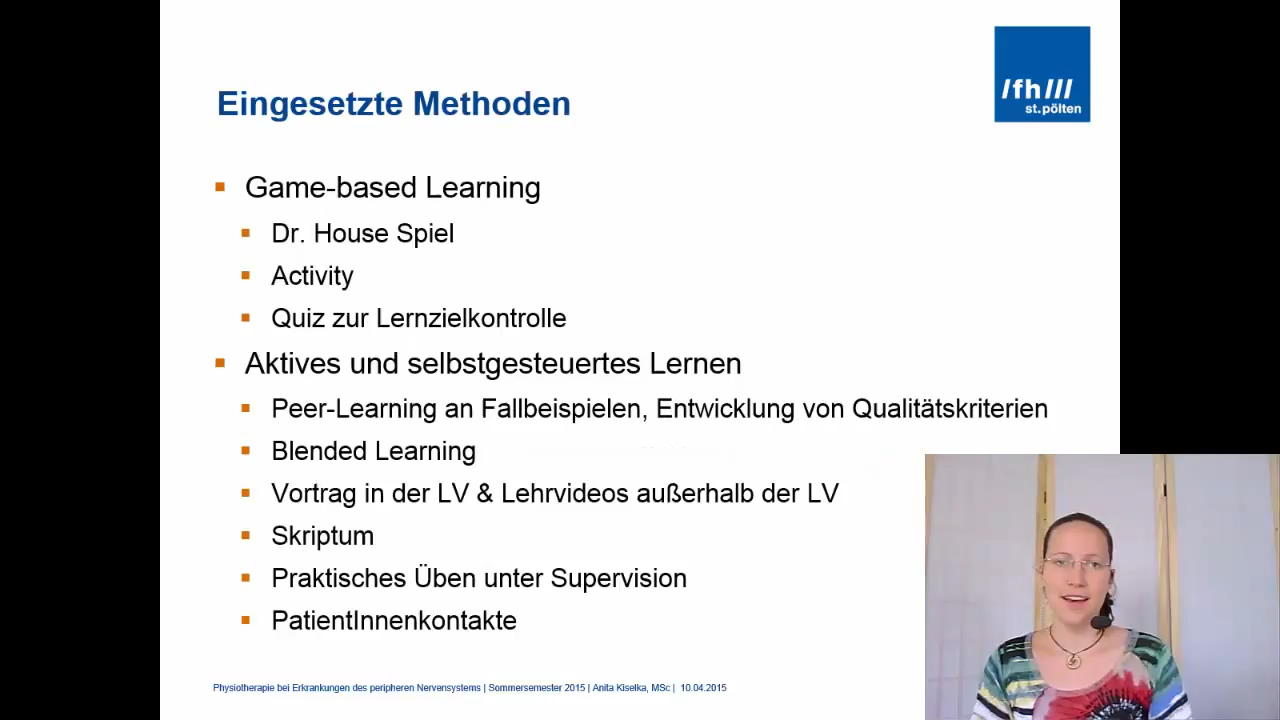 /fh///
st.pölten
Eingesetzte Methoden
Game-based Learning
Dr. House Spiel
Activity
Quiz zur Lernzielkontrolle
Aktives und selbstgesteuertes Lernen
Peer-Learning an Fallbeispielen, Entwicklung von Qualitätskriterien
Blended Learning
Vortrag in der LV & Lehrvideos außerhalb der LV
Skriptum
Praktisches Üben unter Supervision
PatientInnenkontakte
Physiotherapie bei Erkrankungen des peripheren Nervensystems | Sommersemester 2015 | Anita Kiselka, MSc | 10.04.2015